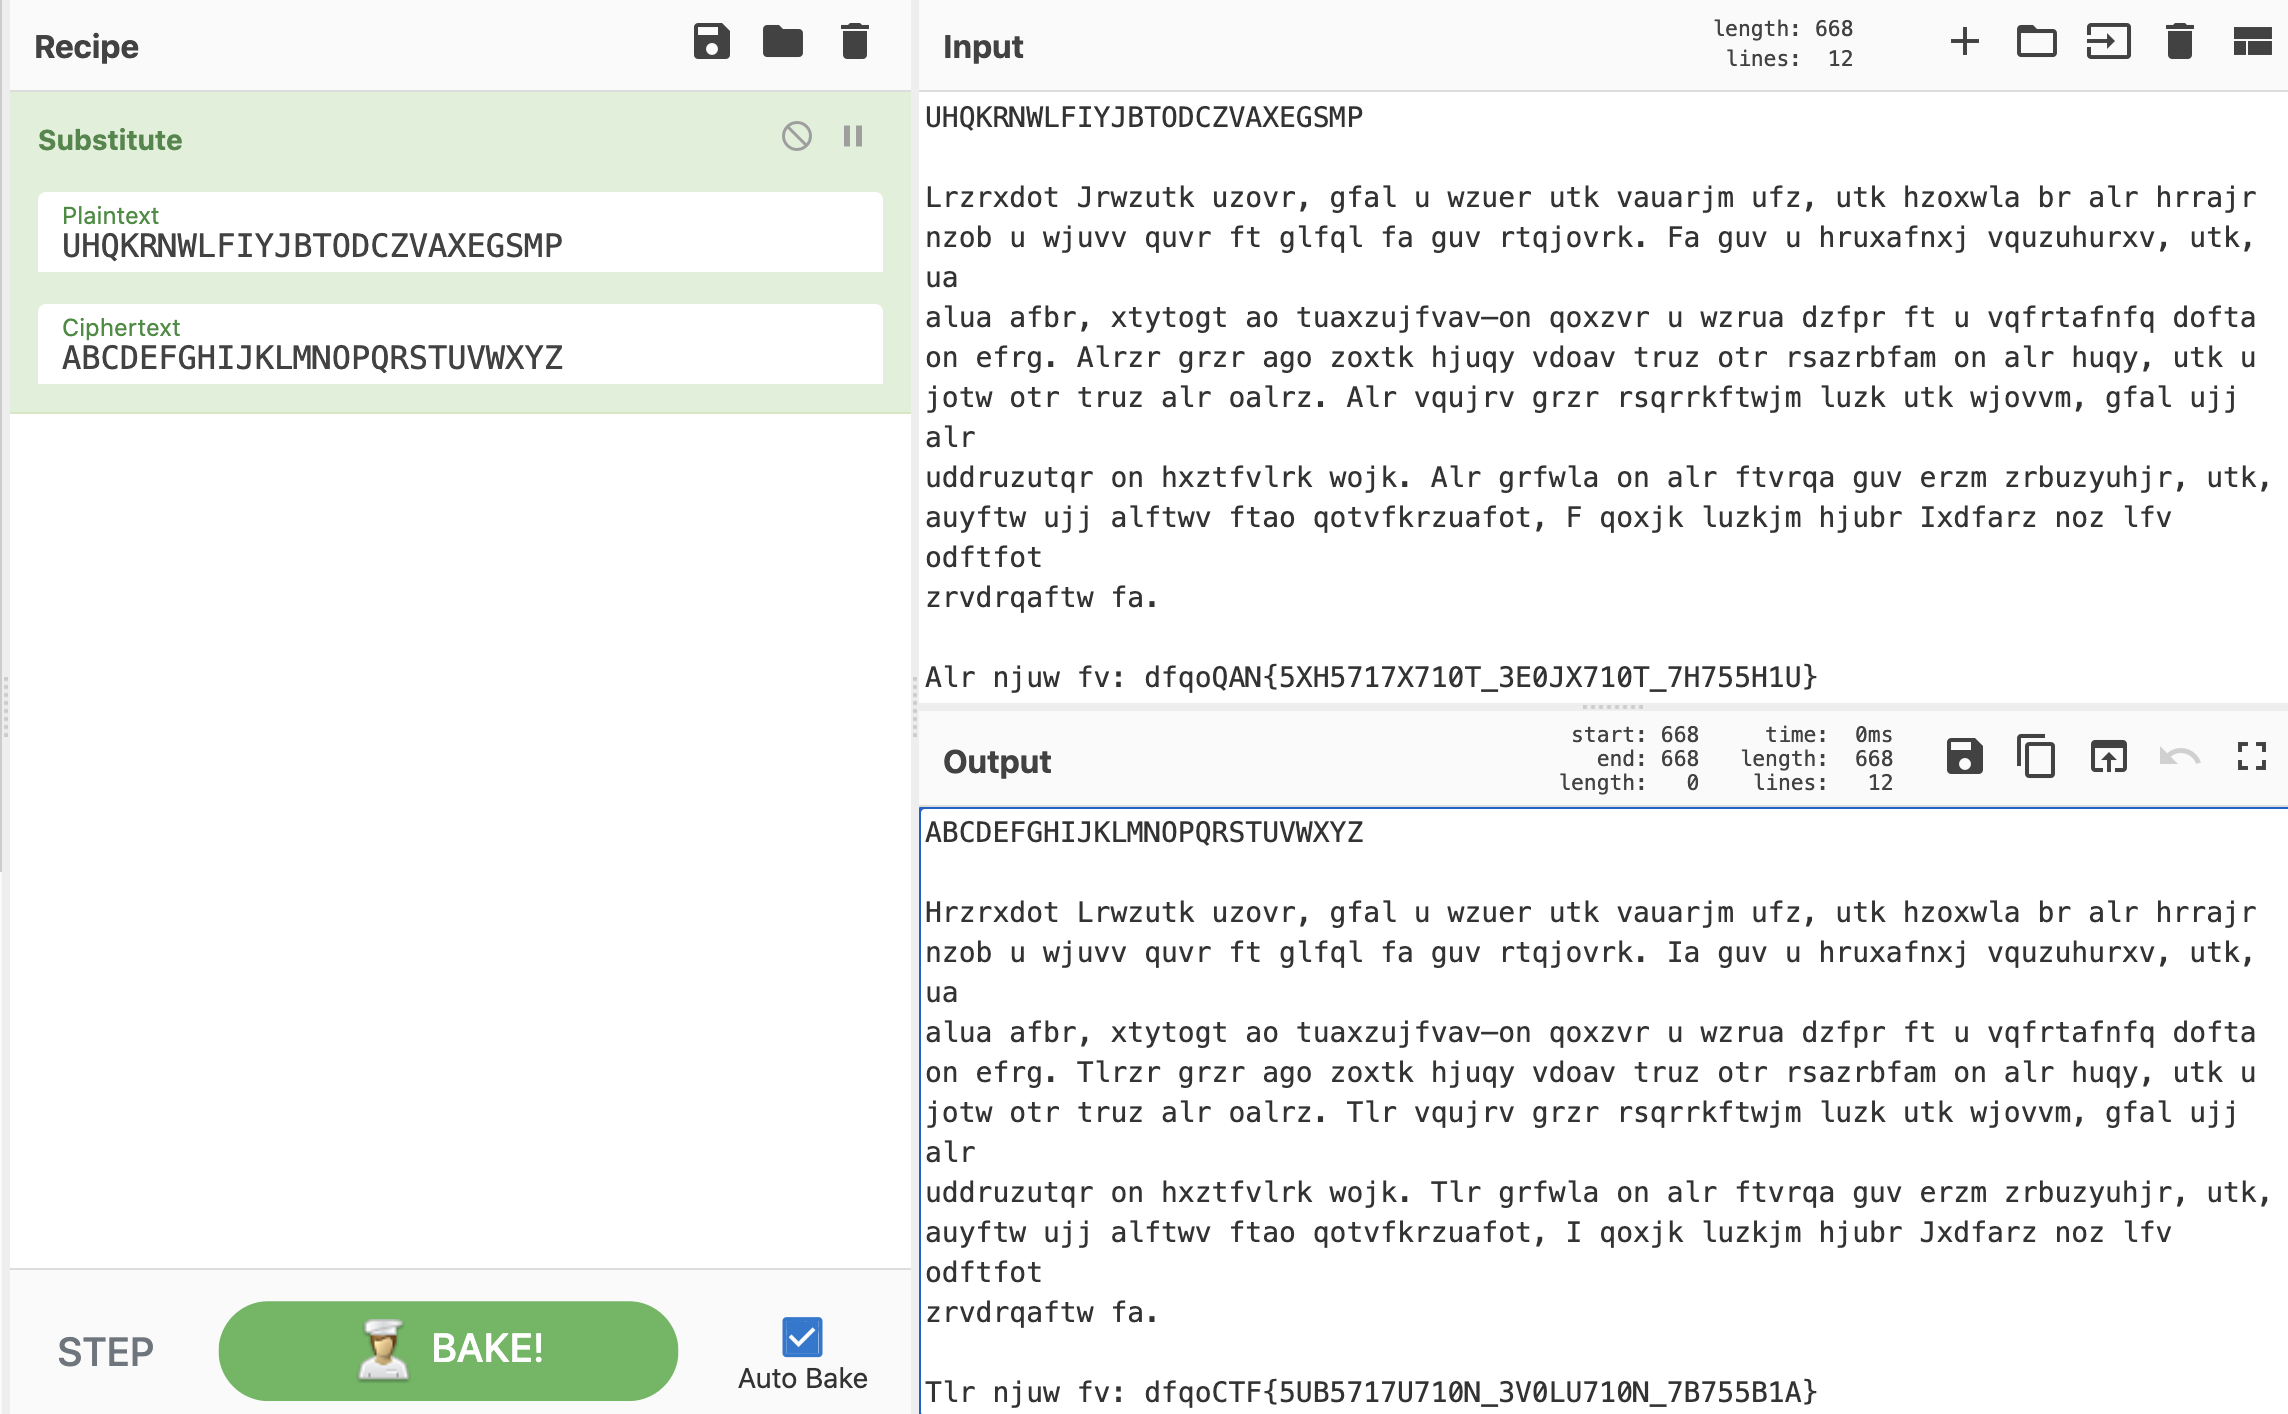 Recipe
Substitute
Plaintext
UHQKRNWLFIYJBTODCZVAXEGSMP
Ciphertext
ABCDEFGHIJKLMNOPQRSTUVWXYZ
STEP
BAKE!
Auto Bake
Input
length: 668
lines: 12
UHQKRNWLFIYJBTODCZVAXEGSMP
Lrzrxdot Jrwzutk uzovr, gfal u wzuer utk vauarjm ufz, utk hzoxwla br alr hrrajr
nzob u wjuvv quvr ft glfql fa guv rtqjovrk. Fa guv u hruxafnxj vquzuhurxv, utk,
ua
alua afbr, xtytogt ao tuaxzujfvav—on qoxzvr u wzrua dzfpr ft u vqfrtafnfq dofta
on efrg. Alrzr grzr ago zoxtk hjuqy vdoav truz otr rsazrbfam on alr huqy, utk u
jotw otr truz alr oalrz. Alr vqujrv grzr rsqrrkftwjm luzk utk wjovvm, gfal ujj
alr
uddruzutqr on hxztfvlrk wojk. Alr grfwla on alr ftvrqa guv erzm zrbuzyuhjr, utk,
auyftw ujj alftwv ftao qotvfkrzuafot, F qoxjk luzkjm hjubr Ixdfarz noz lfv
odftfot
zrvdrqaftw fa.
Alr njuw fv: dfqoQAN{5XH5717X710T_3E0JX710T_7H755H1U}
Output
start: 668 time: 0ms
end: 668 length: 668
length: 0 lines: 12
ABCDEFGHIJKLMNOPQRSTUVWXYZ
Hrzrxdot Lrwzutk uzovr, gfal u wzuer utk vauarjm ufz, utk hzoxwla br alr hrrajr
nzob u wjuvv quvr ft glfql fa guv rtqjovrk. Ia guv u hruxafnxj vquzuhurxv, utk,
ua
alua afbr, xtytogt ao tuaxzujfvav—on qoxzvr u wzrua dzfpr ft u vqfrtafnfq dofta
on efrg. Tlrzr grzr ago zoxtk hjuqy vdoav truz otr rsazrbfam on alr huqy, utk u
jotw otr truz alr oalrz. Tlr vqujrv grzr rsqrrkftwjm luzk utk wjovvm, gfal ujj
alr
uddruzutqr on hxztfvlrk wojk. Tlr grfwla on alr ftvrqa guv erzm zrbuzyuhjr, utk,
auyftw ujj alftwv ftao qotvfkrzuafot, I qoxjk luzkjm hjubr Jxdfarz noz lfv
odftfot
zrvdrqaftw fa.
Tlr njuw fv: dfqoCTF{5UB5717U710N_3V0LU710N_7B755B1A}